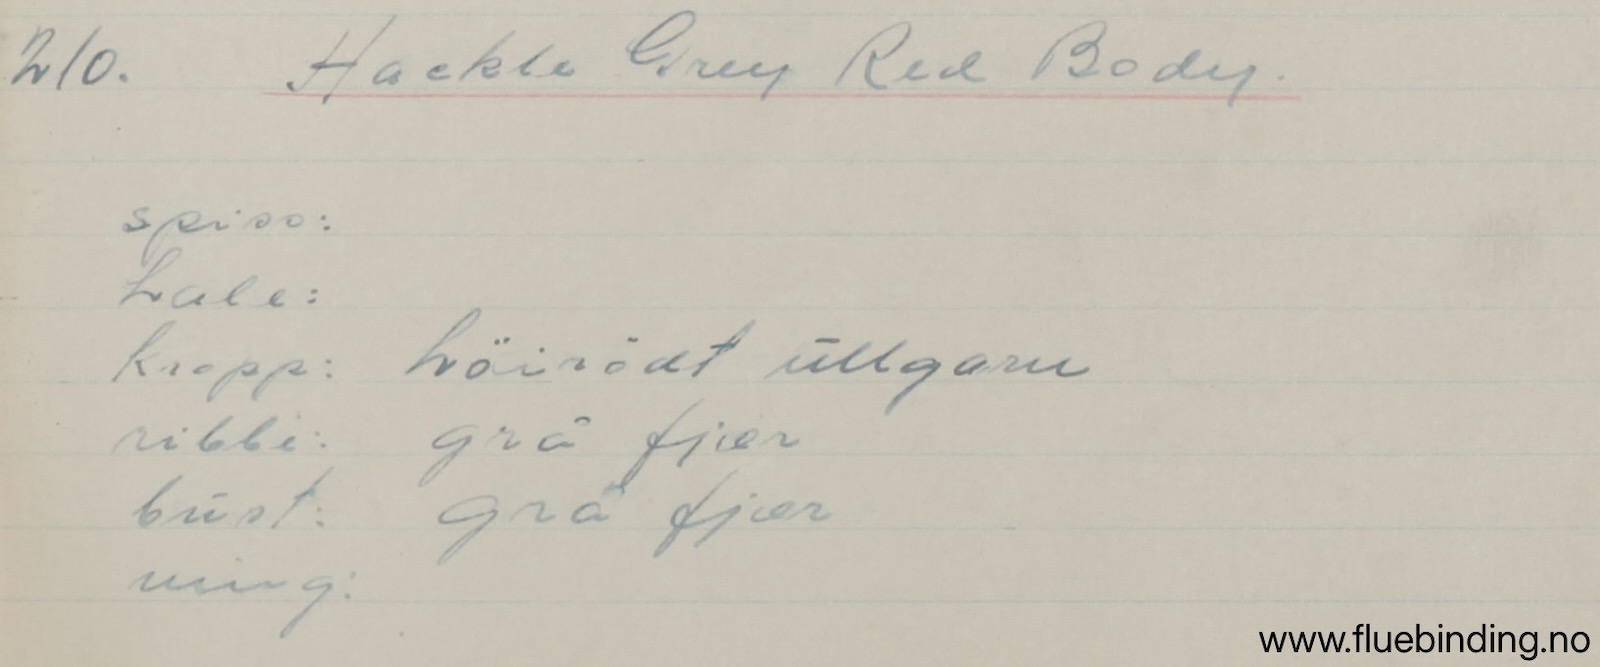 210. Hackle Grey Red Body.
spiss:
hale:
kropp: höirödt ullgarn
ribbe: grå fjær
bust: grå fjær
ving:
www.fluebinding.no